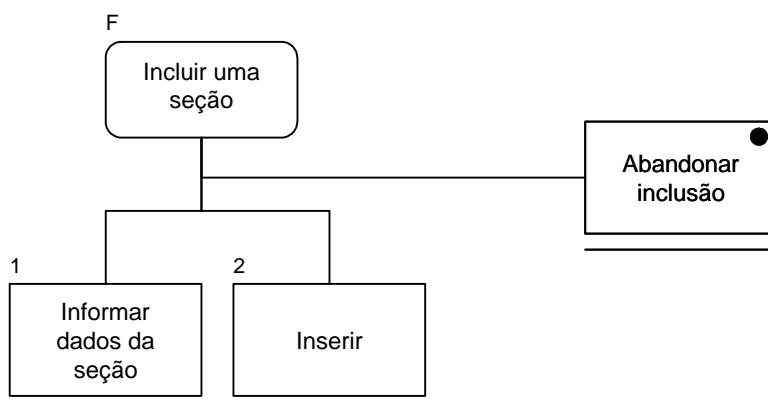 F
Incluir uma
seção
Abandonar
inclusão
1
Informar
dados da
seção
2
Inserir